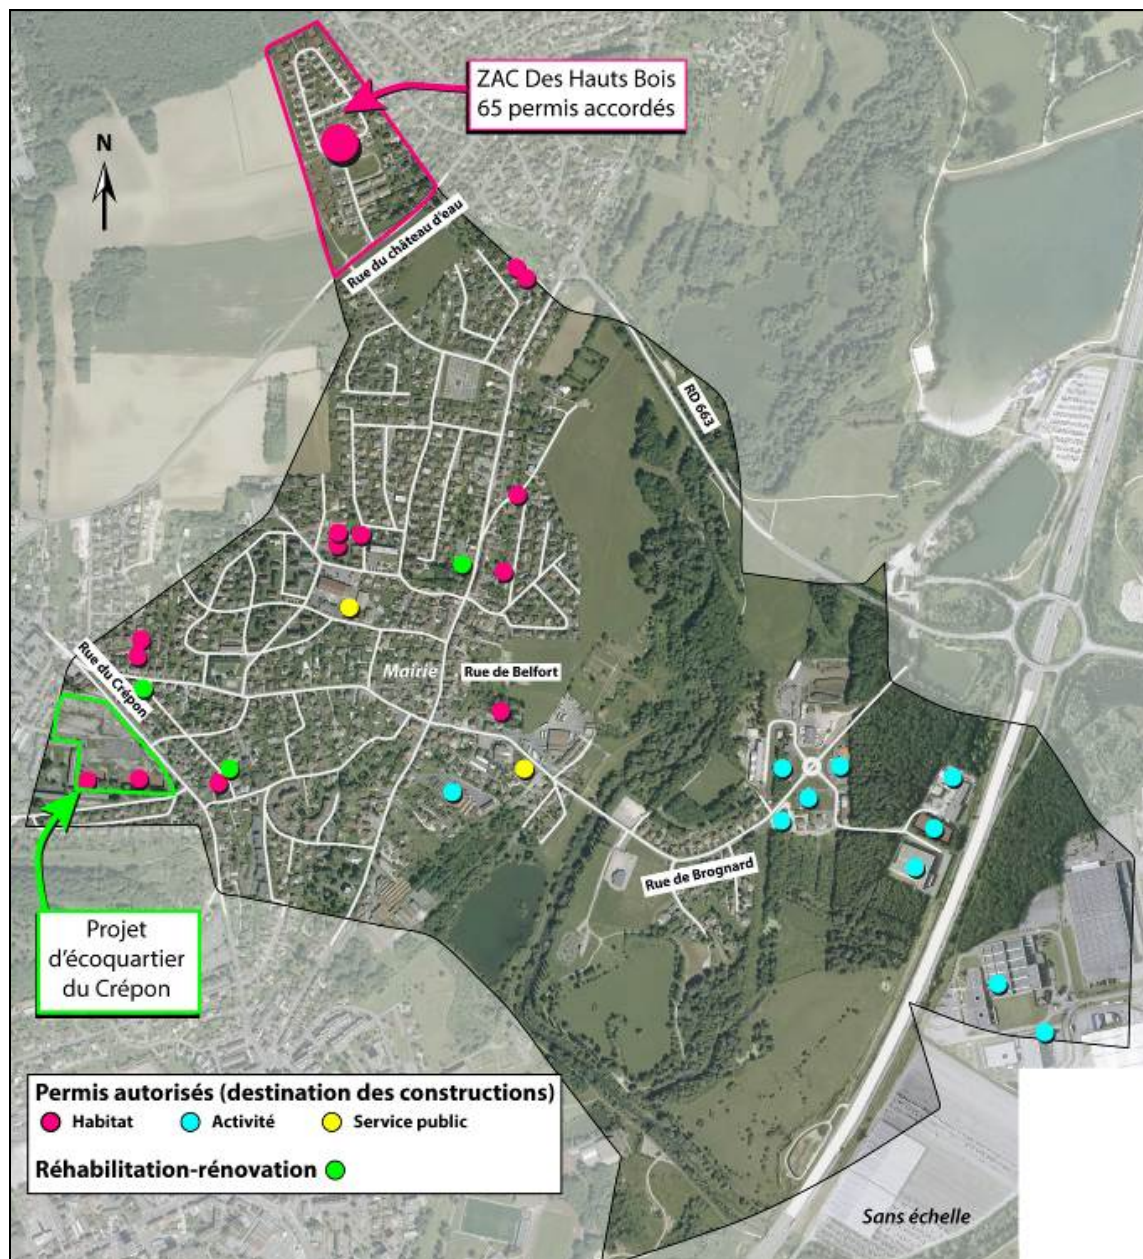 ZAC Des Hauts Bois
65 permis accordés
N
Rue du château d'eau
RD 663
Rue du Crépon
Mairie
Rue de Belfort
Rue de Brognard
Projet
d'écoquartier
du Crépon
Permis autorisés (destination des constructions)
Habitat Activité Service public
Réhabilitation-rénovation
Sans échelle